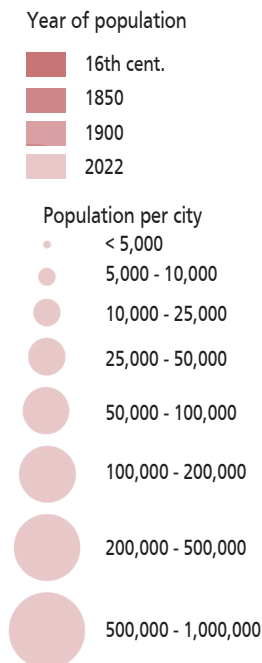 Year of population
16th cent.
1850
1900
2022
Population per city
< 5,000
5,000 - 10,000
10,000 - 25,000
25,000 - 50,000
50,000 - 100,000
100,000 - 200,000
200,000 - 500,000
500,000 - 1,000,000